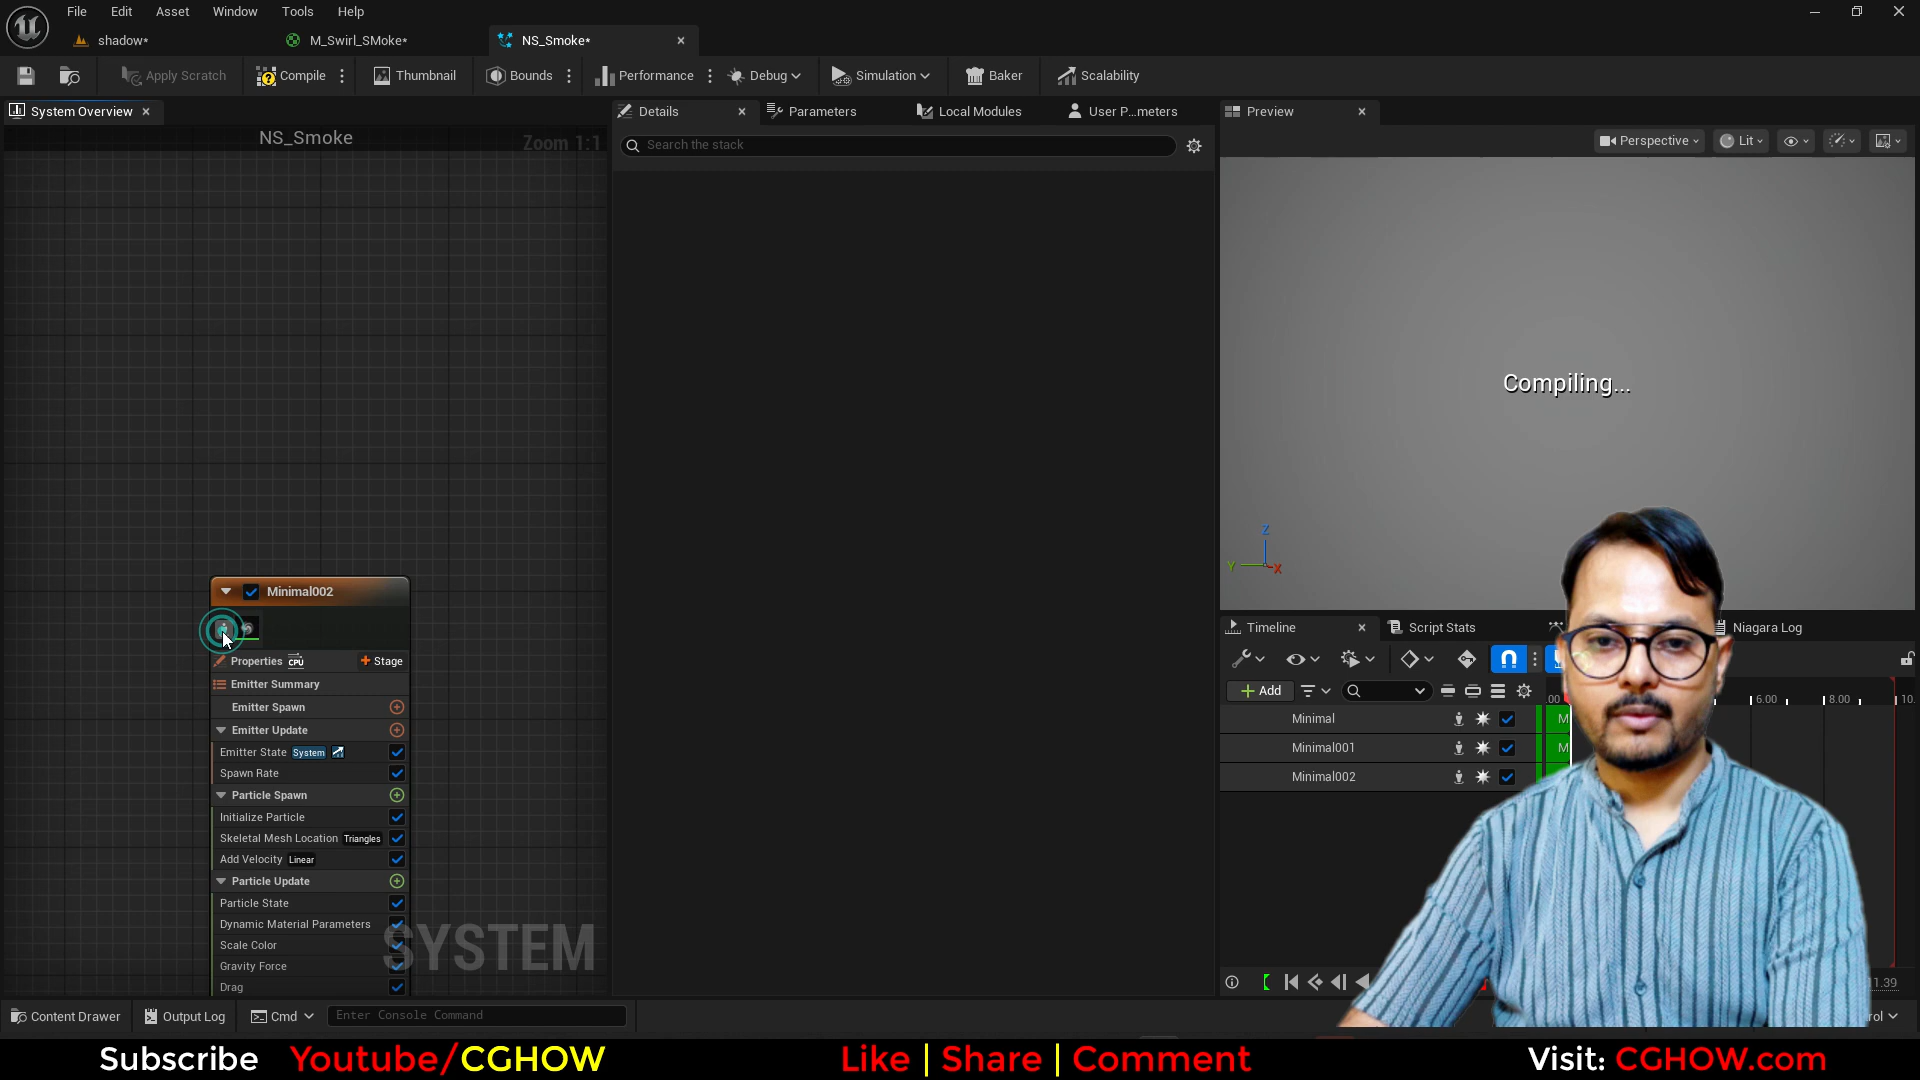 File Edit Asset Window Tools Help
shadow* M_Swirl_SMoke* NS_Smoke*
Apply Scratch Compile Thumbnail Bounds Performance Debug Simulation Baker Scalability
System Overview Details Parameters Local Modules User P...meters Preview
NS_Smoke Zoom 1:1
Search the stack
Perspective Lit
Compiling...
Z
Y X
Minimal002
Properties CPU Stage
Emitter Summary
Emitter Spawn
Emitter Update
Emitter State System
Spawn Rate
Particle Spawn
Initialize Particle
Skeletal Mesh Location Triangles
Add Velocity Linear
Particle Update
Particle State
Dynamic Material Parameters
Scale Color
Gravity Force
Drag
SYSTEM
Timeline Script Stats Niagara Log
Add 6.00 8.00
Minimal M
Minimal001 M
Minimal002
Content Drawer Output Log Cmd Enter Console Command
Subscribe Youtube/CGHOW Like | Share | Comment Visit: CGHOW.com